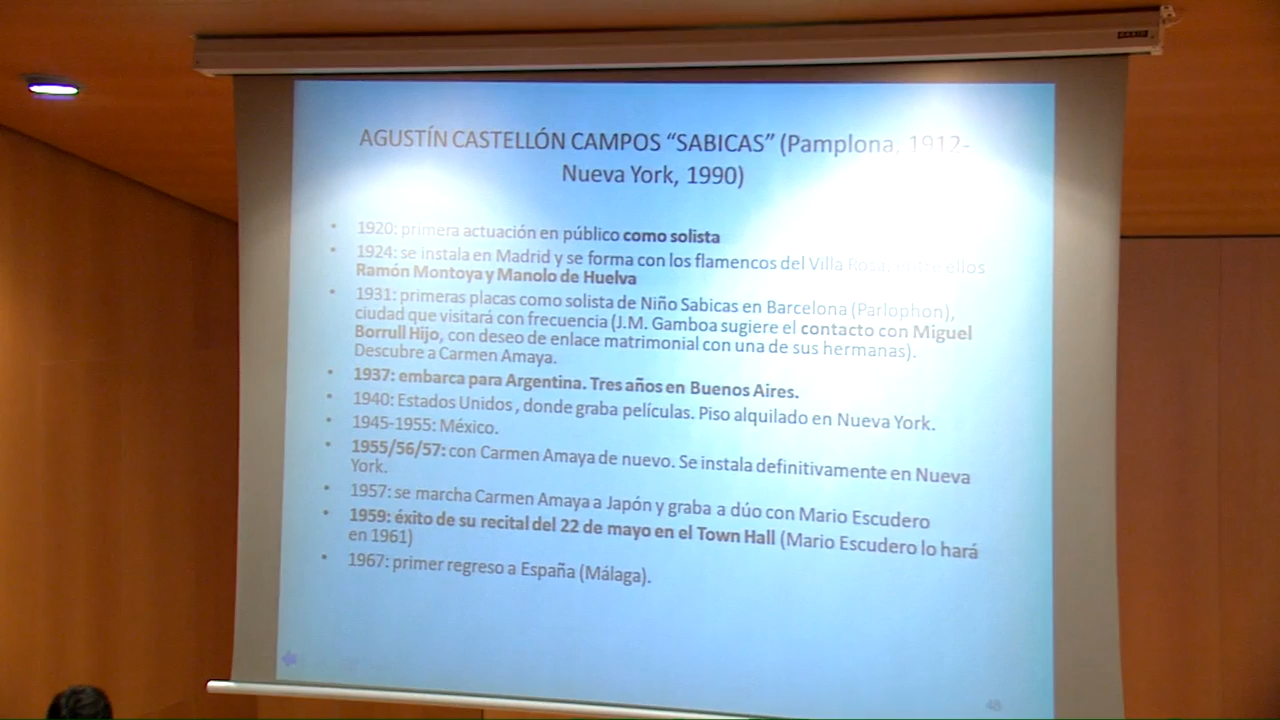 AGUSTÍN CASTELLÓN CAMPOS “SABICAS” (Pamplona, 1912-
Nueva York, 1990)
• 1920: primera actuación en público como solista
• 1924: se instala en Madrid y se forma con los flamencos del Villa Rosa, entre ellos
Ramón Montoya y Manolo de Huelva
• 1931: primeras placas como solista de Niño Sabicas en Barcelona (Parlophon),
ciudad que visitará con frecuencia (J.M. Gamboa sugiere el contacto con Miguel
Borrull Hijo, con deseo de enlace matrimonial con una de sus hermanas).
Descubre a Carmen Amaya.
• 1937: embarca para Argentina. Tres años en Buenos Aires.
• 1940: Estados Unidos , donde graba películas. Piso alquilado en Nueva York.
• 1945-1955: México.
• 1955/56/57: con Carmen Amaya de nuevo. Se instala definitivamente en Nueva
York.
• 1957: se marcha Carmen Amaya a Japón y graba a dúo con Mario Escudero
• 1959: éxito de su recital del 22 de mayo en el Town Hall (Mario Escudero lo hará
en 1961)
• 1967: primer regreso a España (Málaga).
48